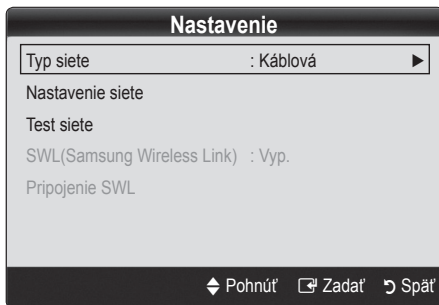 Nastavenie
Typ siete : Káblová ▶
Nastavenie siete
Test siete
SWL(Samsung Wireless Link) : Vyp.
Pripojenie SWL
Pohnúť Zadať Späť